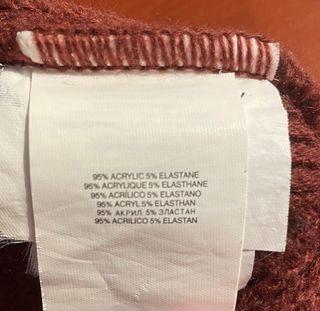 95% ACRYLIC 5% ELASTANE
95% ACRYLIQUE 5% ELASTHANE
95% ACRÍLICO 5% ELASTANO
95% ACRYL 5% ELASTHAN
95% АКРИЛ 5% ЭЛАСТАН
95% ACRILICO 5% ELASTAN